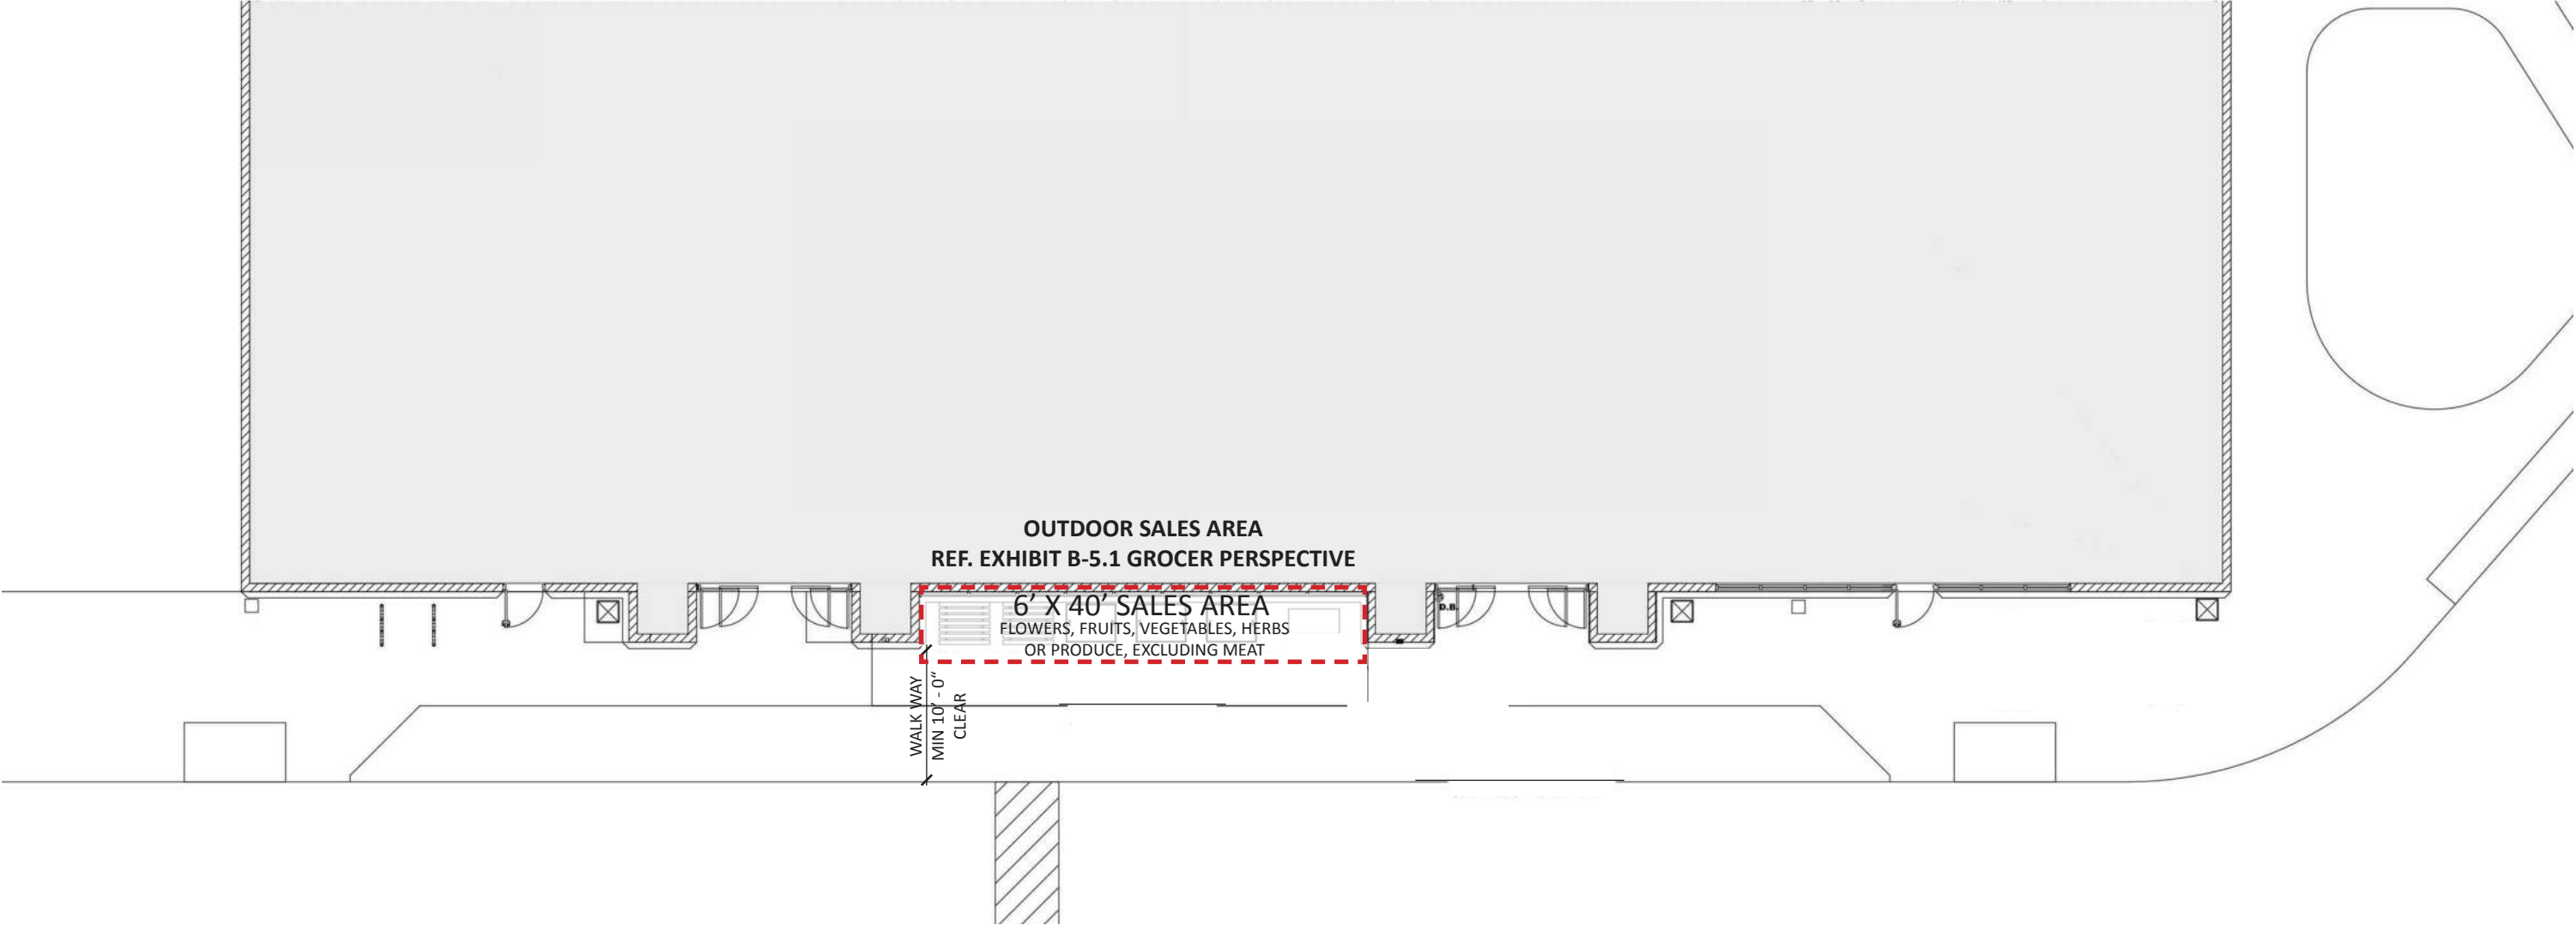 OUTDOOR SALES AREA
REF. EXHIBIT B-5.1 GROCER PERSPECTIVE
6’ X 40’ SALES AREA
FLOWERS, FRUITS, VEGETABLES, HERBS
OR PRODUCE, EXCLUDING MEAT
D.B.
WALK WAY
MIN 10’ - 0“
CLEAR